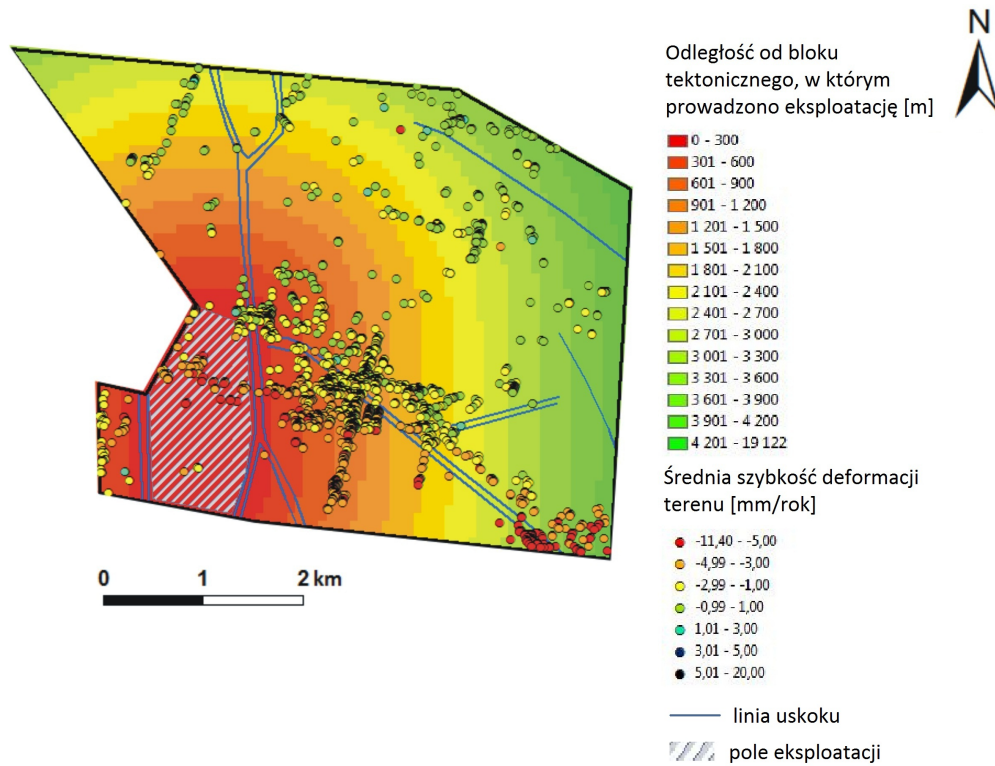 N
Odległość od bloku
tektonicznego, w którym
prowadzono eksploatację [m]
0 - 300
301 - 600
601 - 900
901 - 1 200
1 201 - 1 500
1 501 - 1 800
1 801 - 2 100
2 101 - 2 400
2 401 - 2 700
2 701 - 3 000
3 001 - 3 300
3 301 - 3 600
3 601 - 3 900
3 901 - 4 200
4 201 - 19 122
Średnia szybkość deformacji
terenu [mm/rok]
-11,40 - -5,00
-4,99 - -3,00
-2,99 - -1,00
-0,99 - 1,00
1,01 - 3,00
3,01 - 5,00
5,01 - 20,00
linia uskoku
pole eksploatacji
0 1 2 km